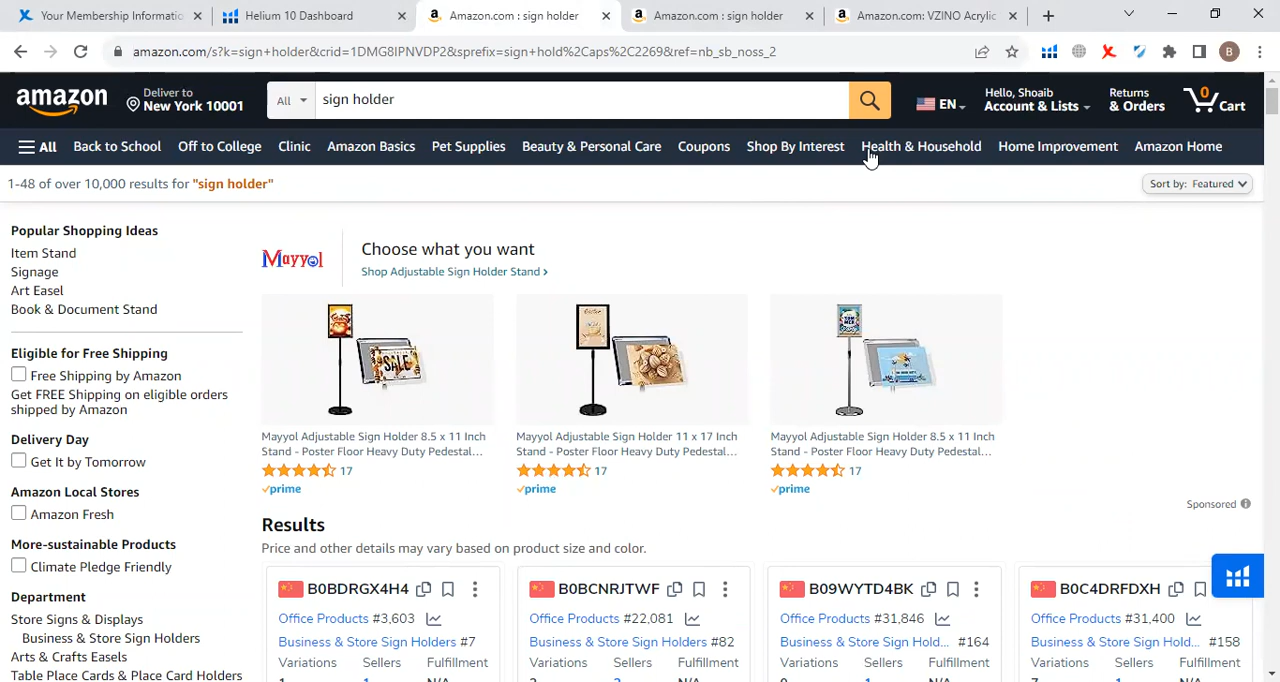 Your Membership Informatio
Helium 10 Dashboard
Amazon.com : sign holder
Amazon.com : sign holder
Amazon.com: VZINO Acrylic
amazon.com/s?k=sign+holder&crid=1DMG8IPNVDP2&sprefix=sign+hold%2Caps%2C2269&ref=nb_sb_noss_2
B
amazon
Deliver to
New York 10001
All
sign holder
EN
Hello, Shoaib
Account & Lists
Returns
& Orders
0
Cart
All
Back to School
Off to College
Clinic
Amazon Basics
Pet Supplies
Beauty & Personal Care
Coupons
Shop By Interest
Health & Household
Home Improvement
Amazon Home
1-48 of over 10,000 results for "sign holder"
Sort by: Featured
Popular Shopping Ideas
Item Stand
Signage
Art Easel
Book & Document Stand
Eligible for Free Shipping
Free Shipping by Amazon
Get FREE Shipping on eligible orders
shipped by Amazon
Delivery Day
Get It by Tomorrow
Amazon Local Stores
Amazon Fresh
More-sustainable Products
Climate Pledge Friendly
Department
Store Signs & Displays
Business & Store Sign Holders
Arts & Crafts Easels
Table Place Cards & Place Card Holders
Mayyol
Choose what you want
Shop Adjustable Sign Holder Stand ›
SALE
Mayyol Adjustable Sign Holder 8.5 x 11 Inch
Stand - Poster Floor Heavy Duty Pedestal...
17
prime
Mayyol Adjustable Sign Holder 11 x 17 Inch
Stand - Poster Floor Heavy Duty Pedestal...
17
prime
Mayyol Adjustable Sign Holder 8.5 x 11 Inch
Stand - Poster Floor Heavy Duty Pedestal...
17
prime
Sponsored
Results
Price and other details may vary based on product size and color.
B0BDRGX4H4
Office Products #3,603
Business & Store Sign Holders #7
Variations Sellers Fulfillment
B0BCNRJTWF
Office Products #22,081
Business & Store Sign Holders #82
Variations Sellers Fulfillment
B09WYTD4BK
Office Products #31,846
Business & Store Sign Hold... #164
Variations Sellers Fulfillment
B0C4DRFDXH
Office Products #31,400
Business & Store Sign Hold... #158
Variations Sellers Fulfillment